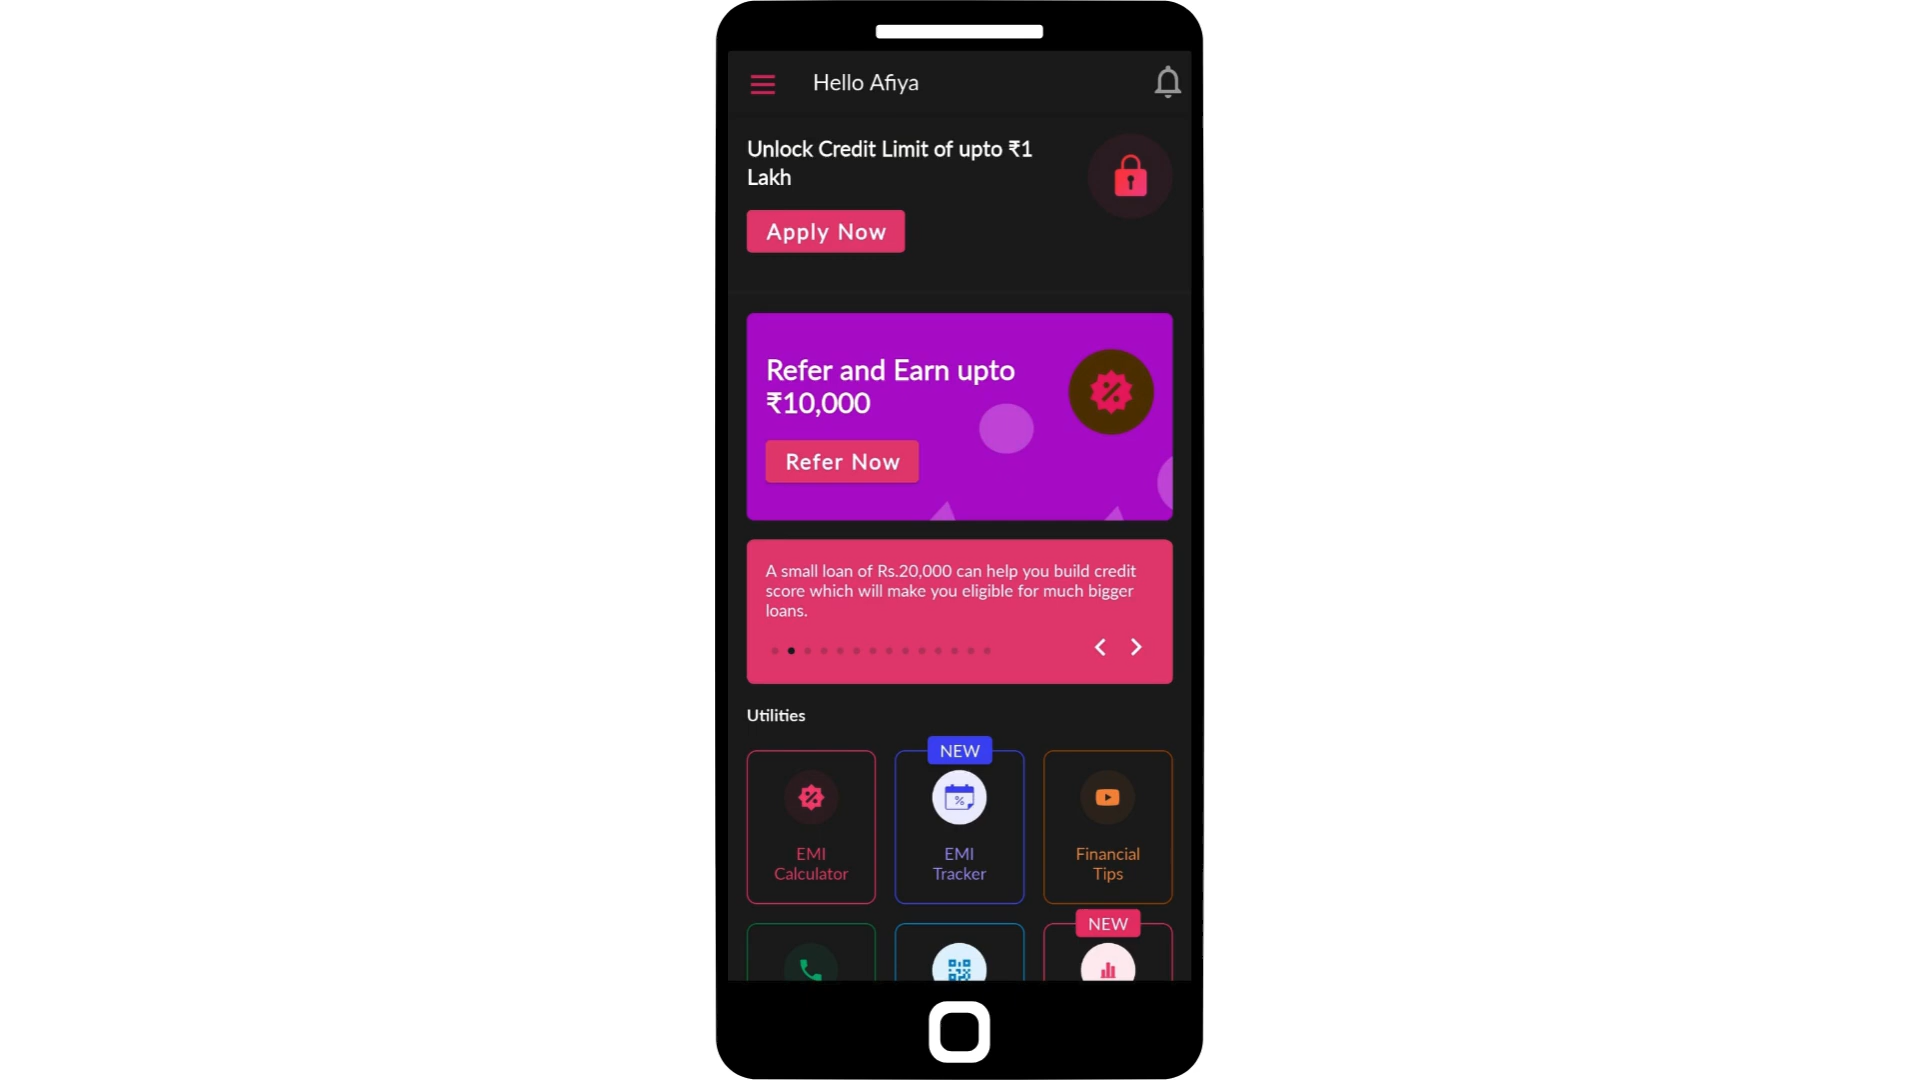 Hello Afiya
Unlock Credit Limit of upto ₹1
Lakh
Apply Now
Refer and Earn upto
₹10,000
Refer Now
A small loan of Rs.20,000 can help you build credit
score which will make you eligible for much bigger
loans.
Utilities
NEW
EMI
Calculator
EMI
Tracker
Financial
Tips
NEW